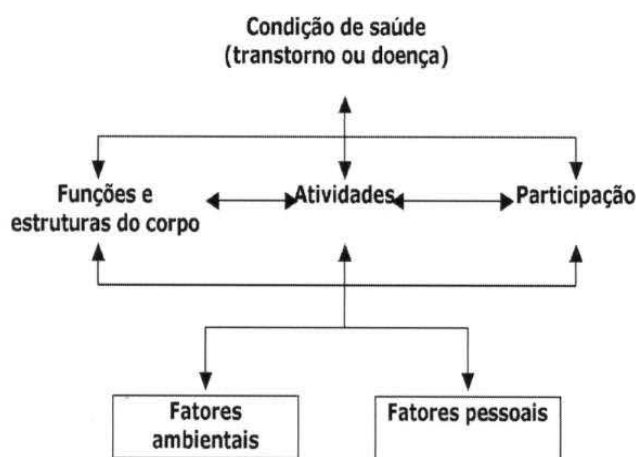 Condição de saúde
(transtorno ou doença)
Funções e
estruturas do corpo
Atividades
Participação
Fatores
ambientais
Fatores pessoais